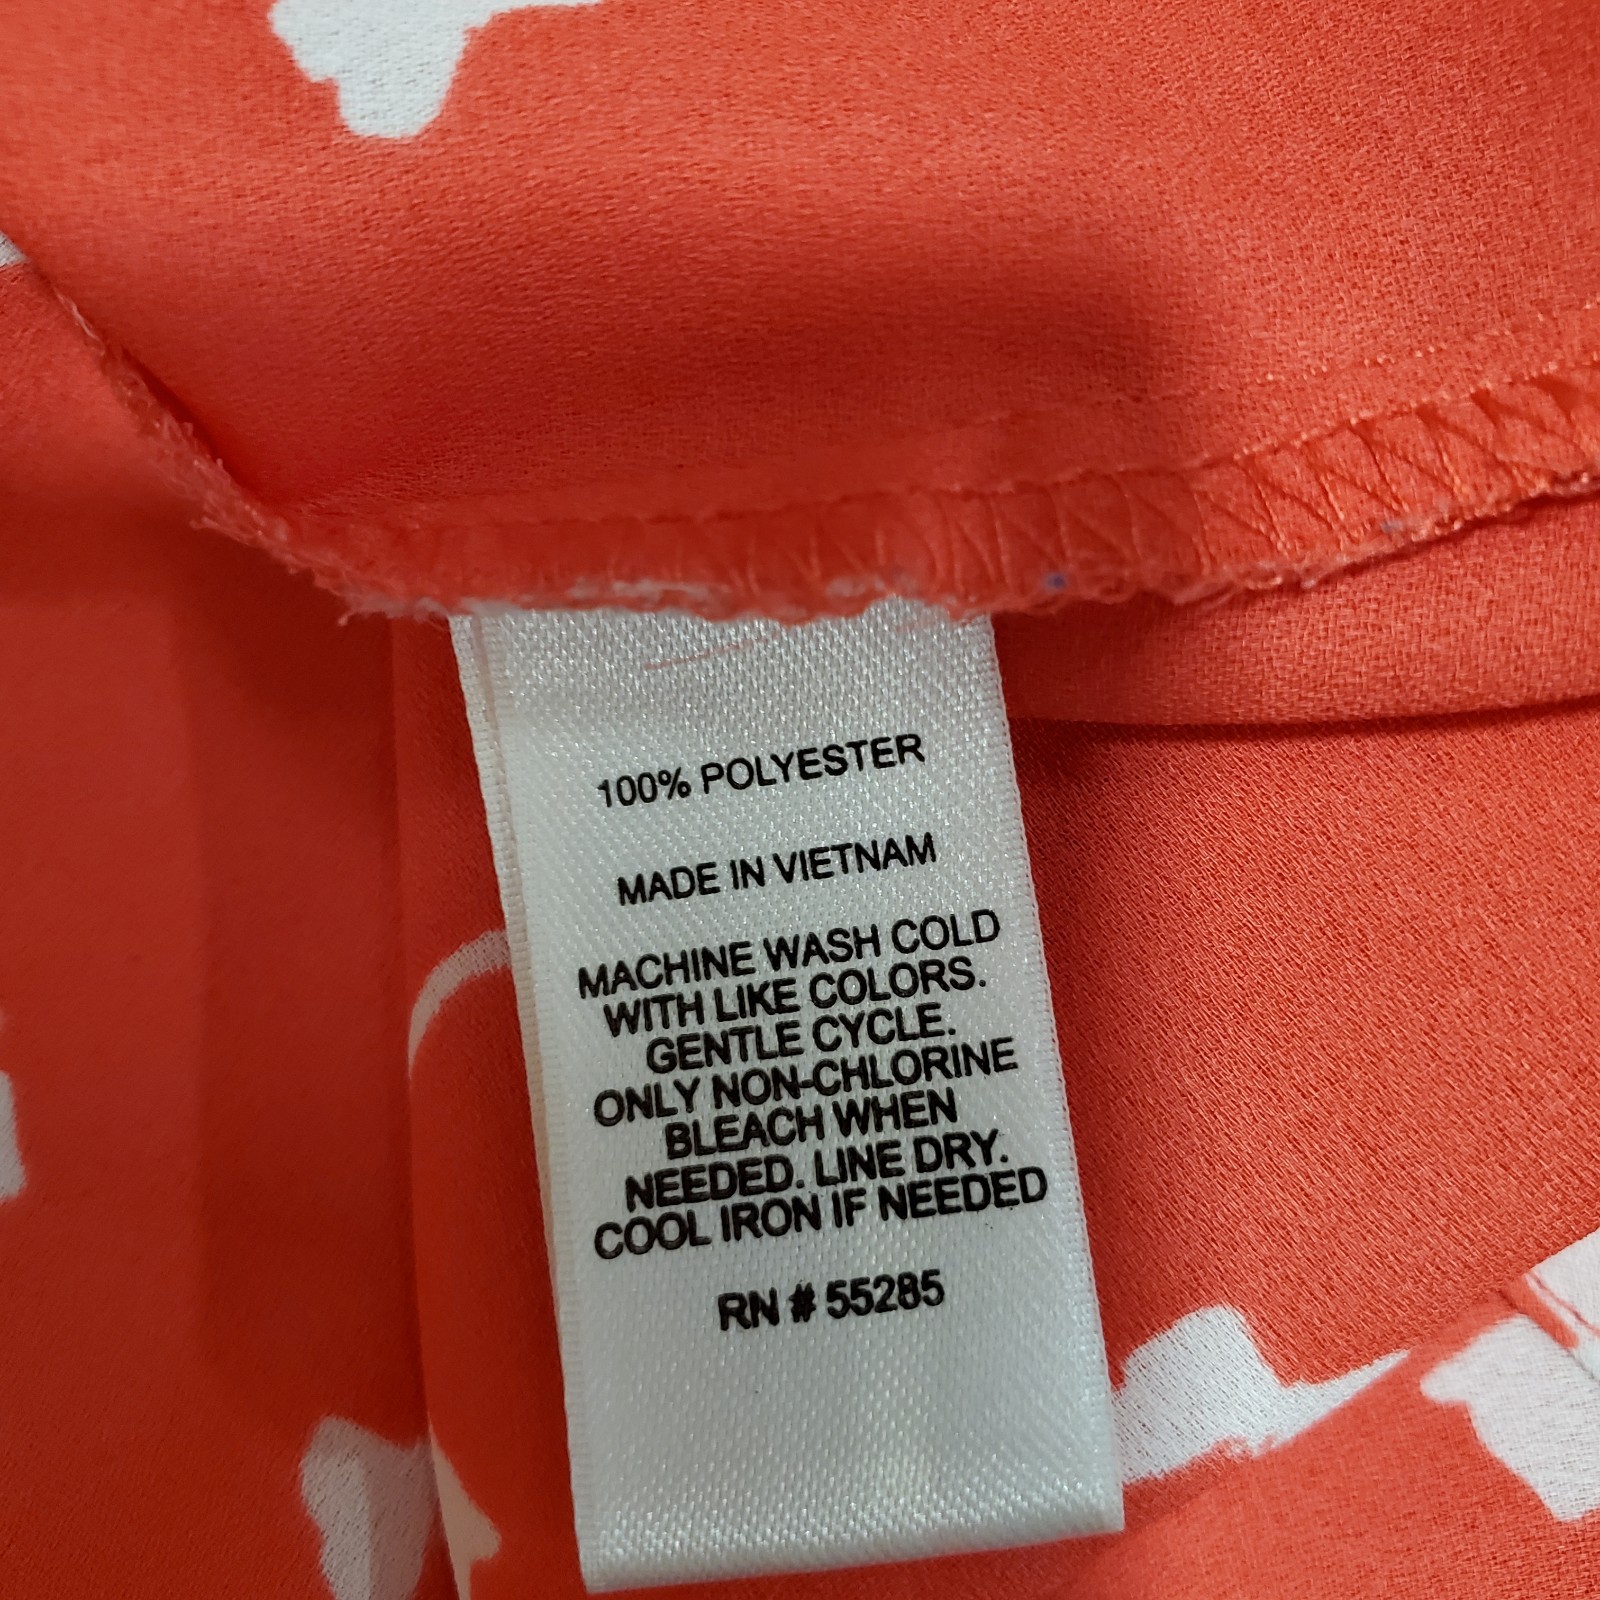 100% POLYESTER
MADE IN VIETNAM
MACHINE WASH COLD
WITH LIKE COLORS.
GENTLE CYCLE.
ONLY NON-CHLORINE
BLEACH WHEN
NEEDED. LINE DRY.
COOL IRON IF NEEDED
RN # 55285